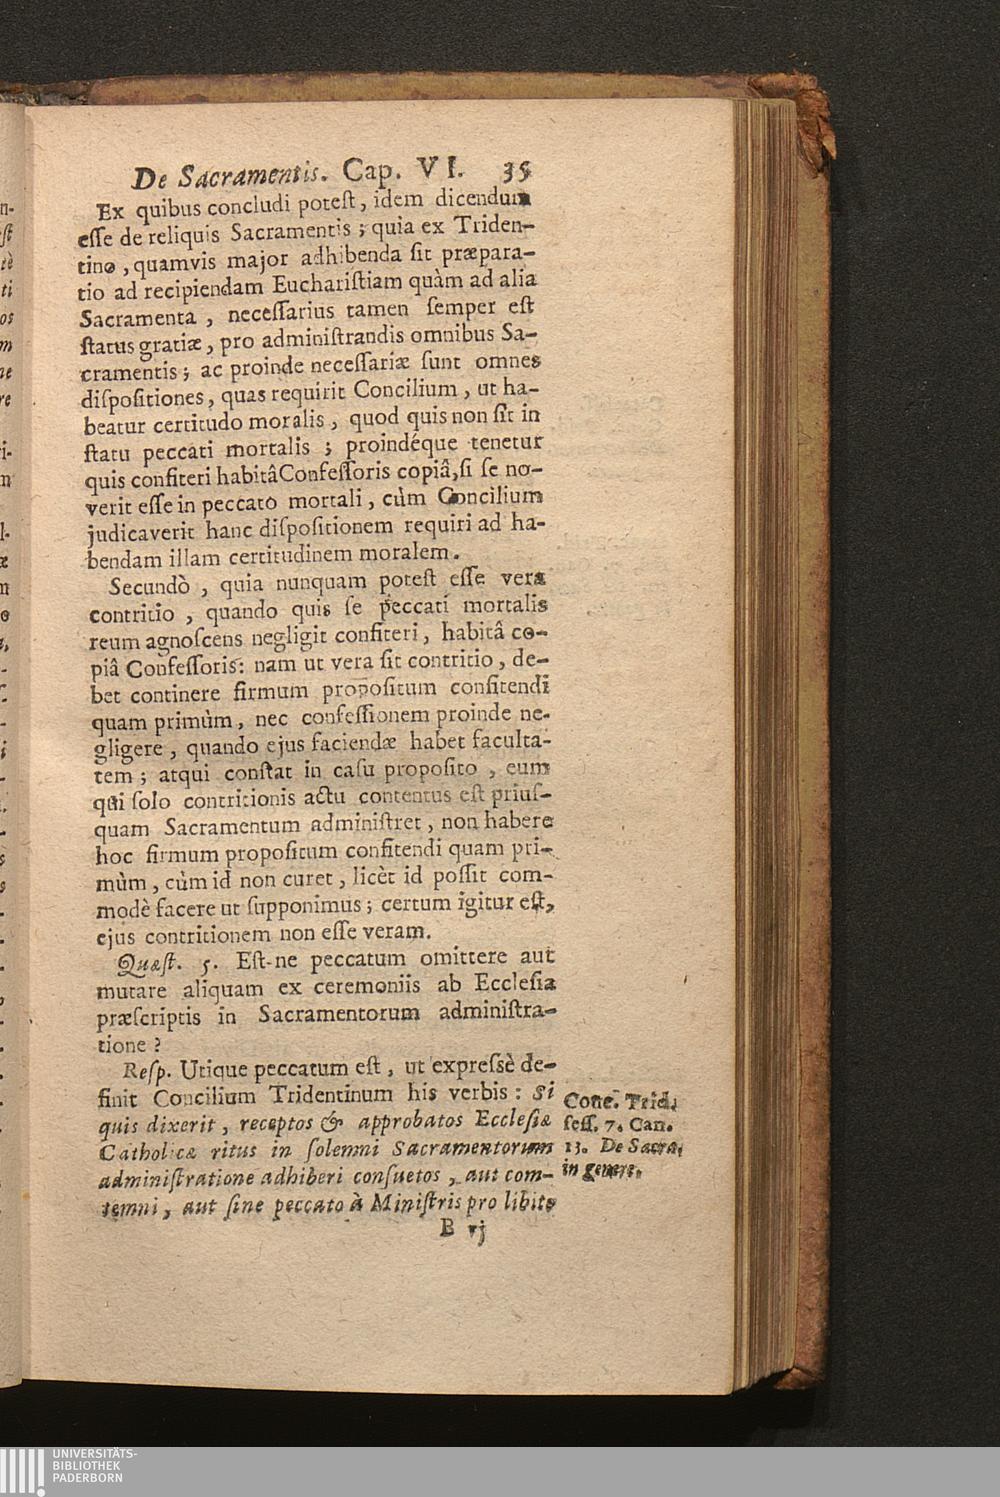 De Sacramentis. Cap. VI. 35
Ex quibus concludi poteſt, idem dicendum
eſſe de reliquis Sacramentis ; quia ex Triden-
tino , quamvis major adhibenda ſit præpara-
tio ad recipiendam Euchariſtiam quàm ad alia
Sacramenta , neceſſarius tamen ſemper eſt
ſtatus gratiæ, pro adminiſtrandis omnibus Sa-
cramentis ; ac proinde neceſſariæ ſunt omnes
diſpoſitiones, quas requirit Concilium , ut ha-
beatur certitudo moralis , quod quis non ſit in
ſtatu peccati mortalis ; proindéque tenetur
quis confiteri habitâ Confeſſoris copiâ, ſi ſe no-
verit eſſe in peccato mortali , cùm Concilium
judicaverit hanc diſpoſitionem requiri ad ha-
bendam illam certitudinem moralem.
Secundò , quia nunquam poteſt eſſe vera
contritio , quando quis ſe peccati mortalis
reum agnoſcens negligit confiteri, habitâ co-
piâ Confeſſoris: nam ut vera ſit contritio , de-
bet continere firmum propoſitum confitendi
quam primùm, nec confeſſionem proinde ne-
gligere , quando ejus faciendæ habet faculta-
tem ; atqui conſtat in caſu propoſito , eum
qui ſolo contritionis actu contentus eſt priuſ-
quam Sacramentum adminiſtret, non habere
hoc firmum propoſitum confitendi quam pri-
mùm , cùm id non curet, licèt id poſſit com-
modè facere ut ſupponimus ; certum igitur eſt,
ejus contritionem non eſſe veram.
Quæſt. 5. Eſt-ne peccatum omittere aut
mutare aliquam ex ceremoniis ab Eccleſia
præſcriptis in Sacramentorum adminiſtra-
tione ?
Reſp. Utique peccatum eſt , ut expreſsè de-
finit Concilium Tridentinum his verbis : Si
quis dixerit , receptos & approbatos Eccleſiæ
Catholicæ ritus in ſolemni Sacramentorum
adminiſtratione adhiberi conſuetos , aut com-
temni, aut ſine peccato à Miniſtris pro libito
B vj
Conc. Trid.
ſeſſ. 7. Can.
13. De Sacra.
in genere.
n-
ſt
tè
ti
os
m
ne
re
i-
n
l-
æ
n
UNIVERSITÄTS-
BIBLIOTHEK
PADERBORN